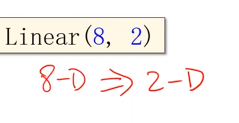 Linear(8, 2)
8-D ⇒ 2-D